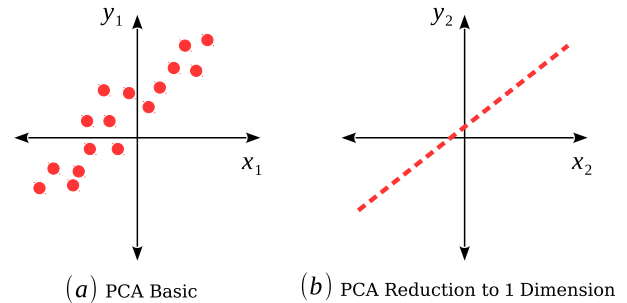 y1
y2
x1
x2
(a) PCA Basic
(b) PCA Reduction to 1 Dimension